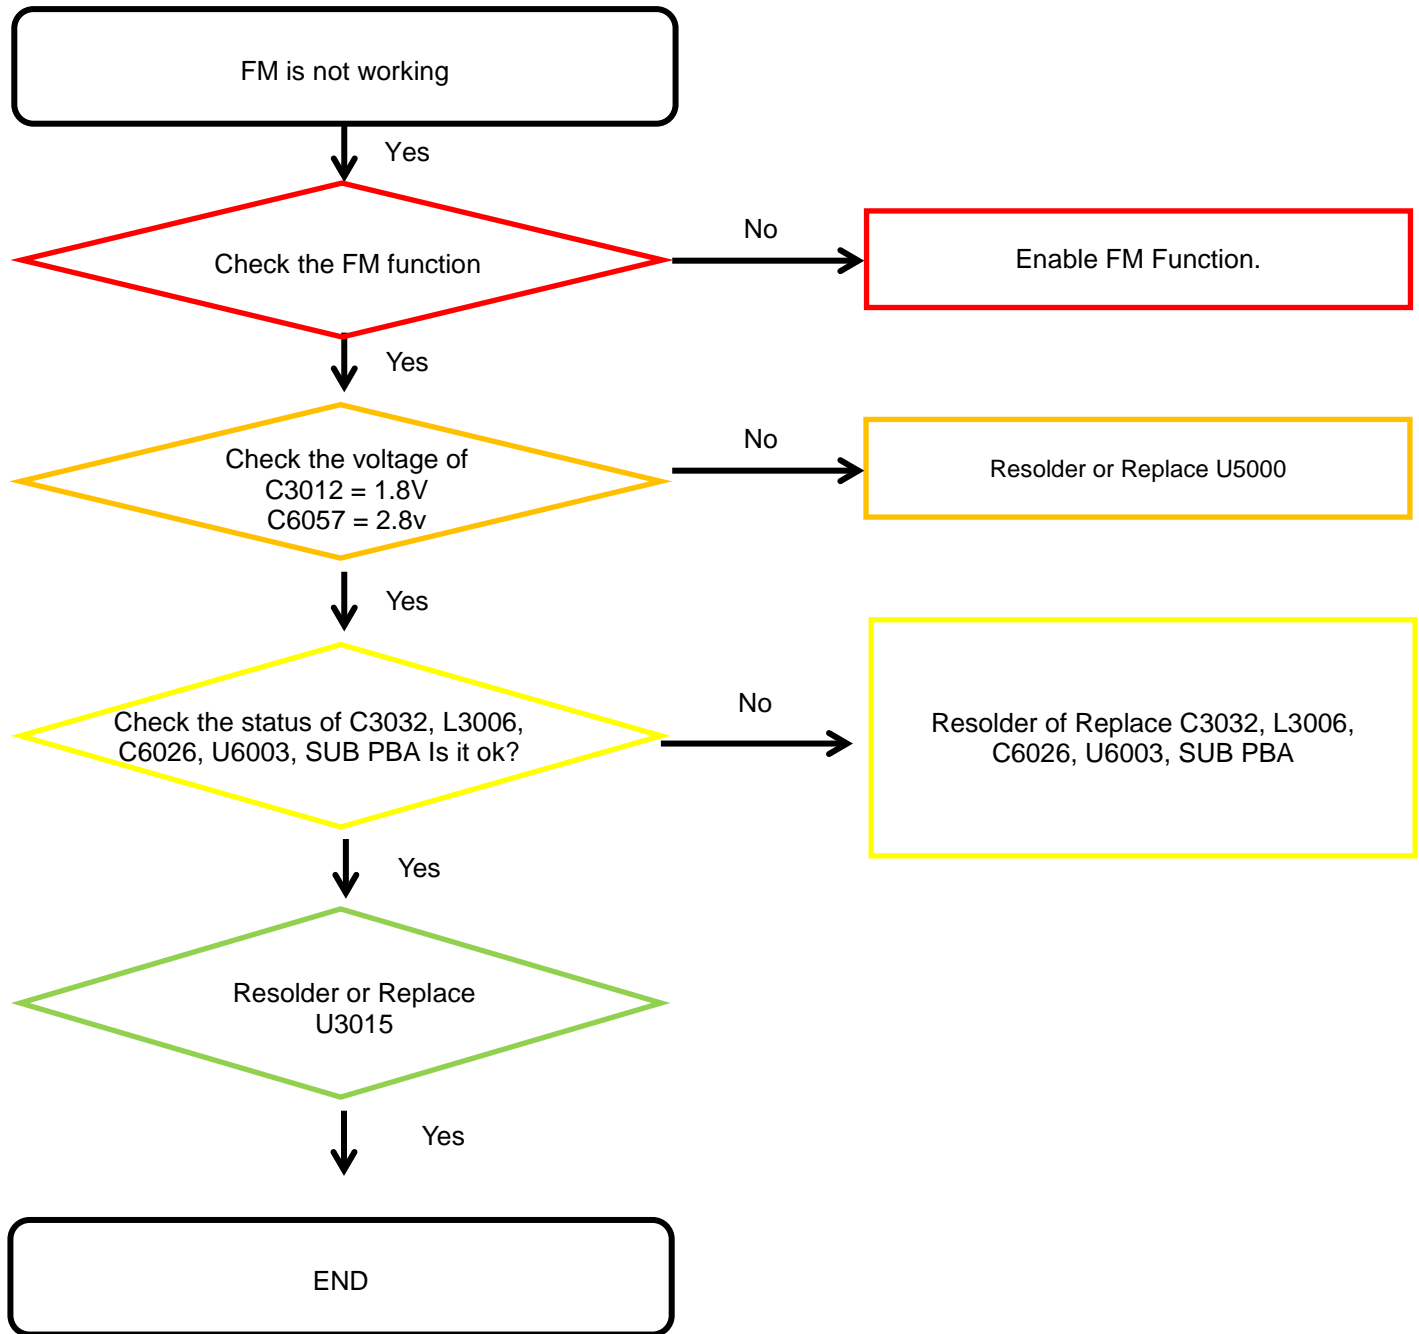 FM is not working
Yes
Check the FM function
No
Enable FM Function.
Yes
Check the voltage of
C3012 = 1.8V
C6057 = 2.8v
No
Resolder or Replace U5000
Yes
Check the status of C3032, L3006,
C6026, U6003, SUB PBA Is it ok?
No
Resolder of Replace C3032, L3006,
C6026, U6003, SUB PBA
Yes
Resolder or Replace
U3015
Yes
END